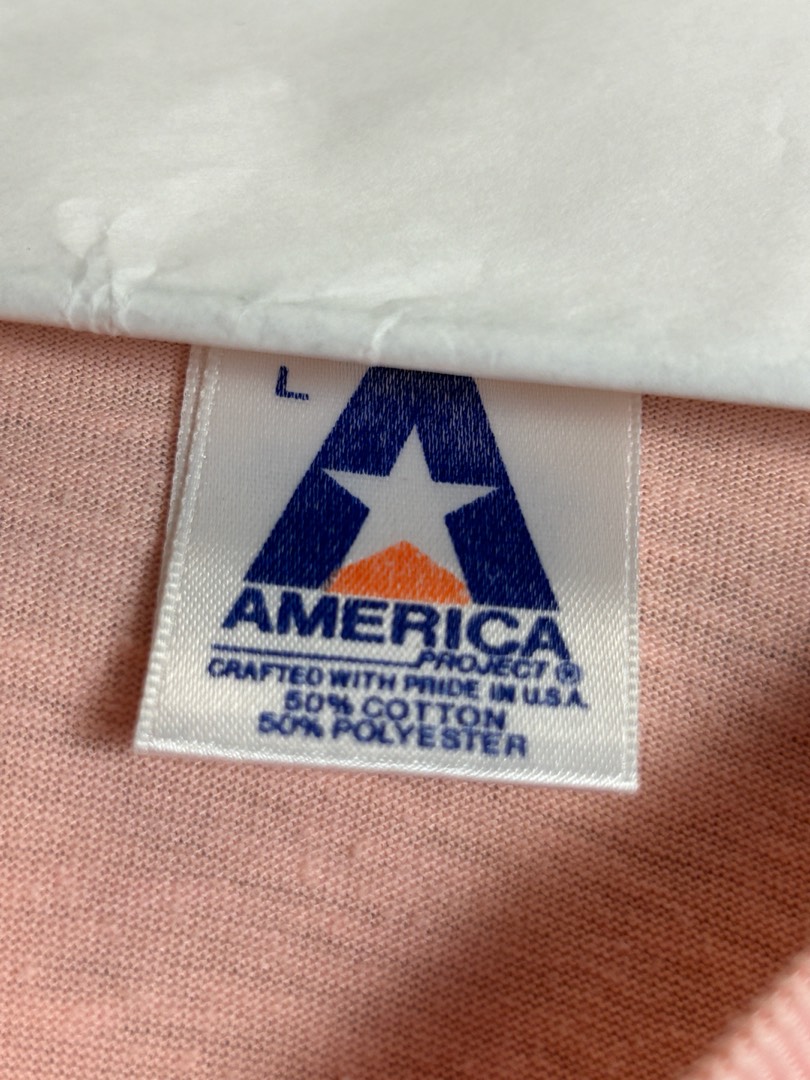 L
AMERICA
PROJECT ®
CRAFTED WITH PRIDE IN U.S.A.
50% COTTON
50% POLYESTER